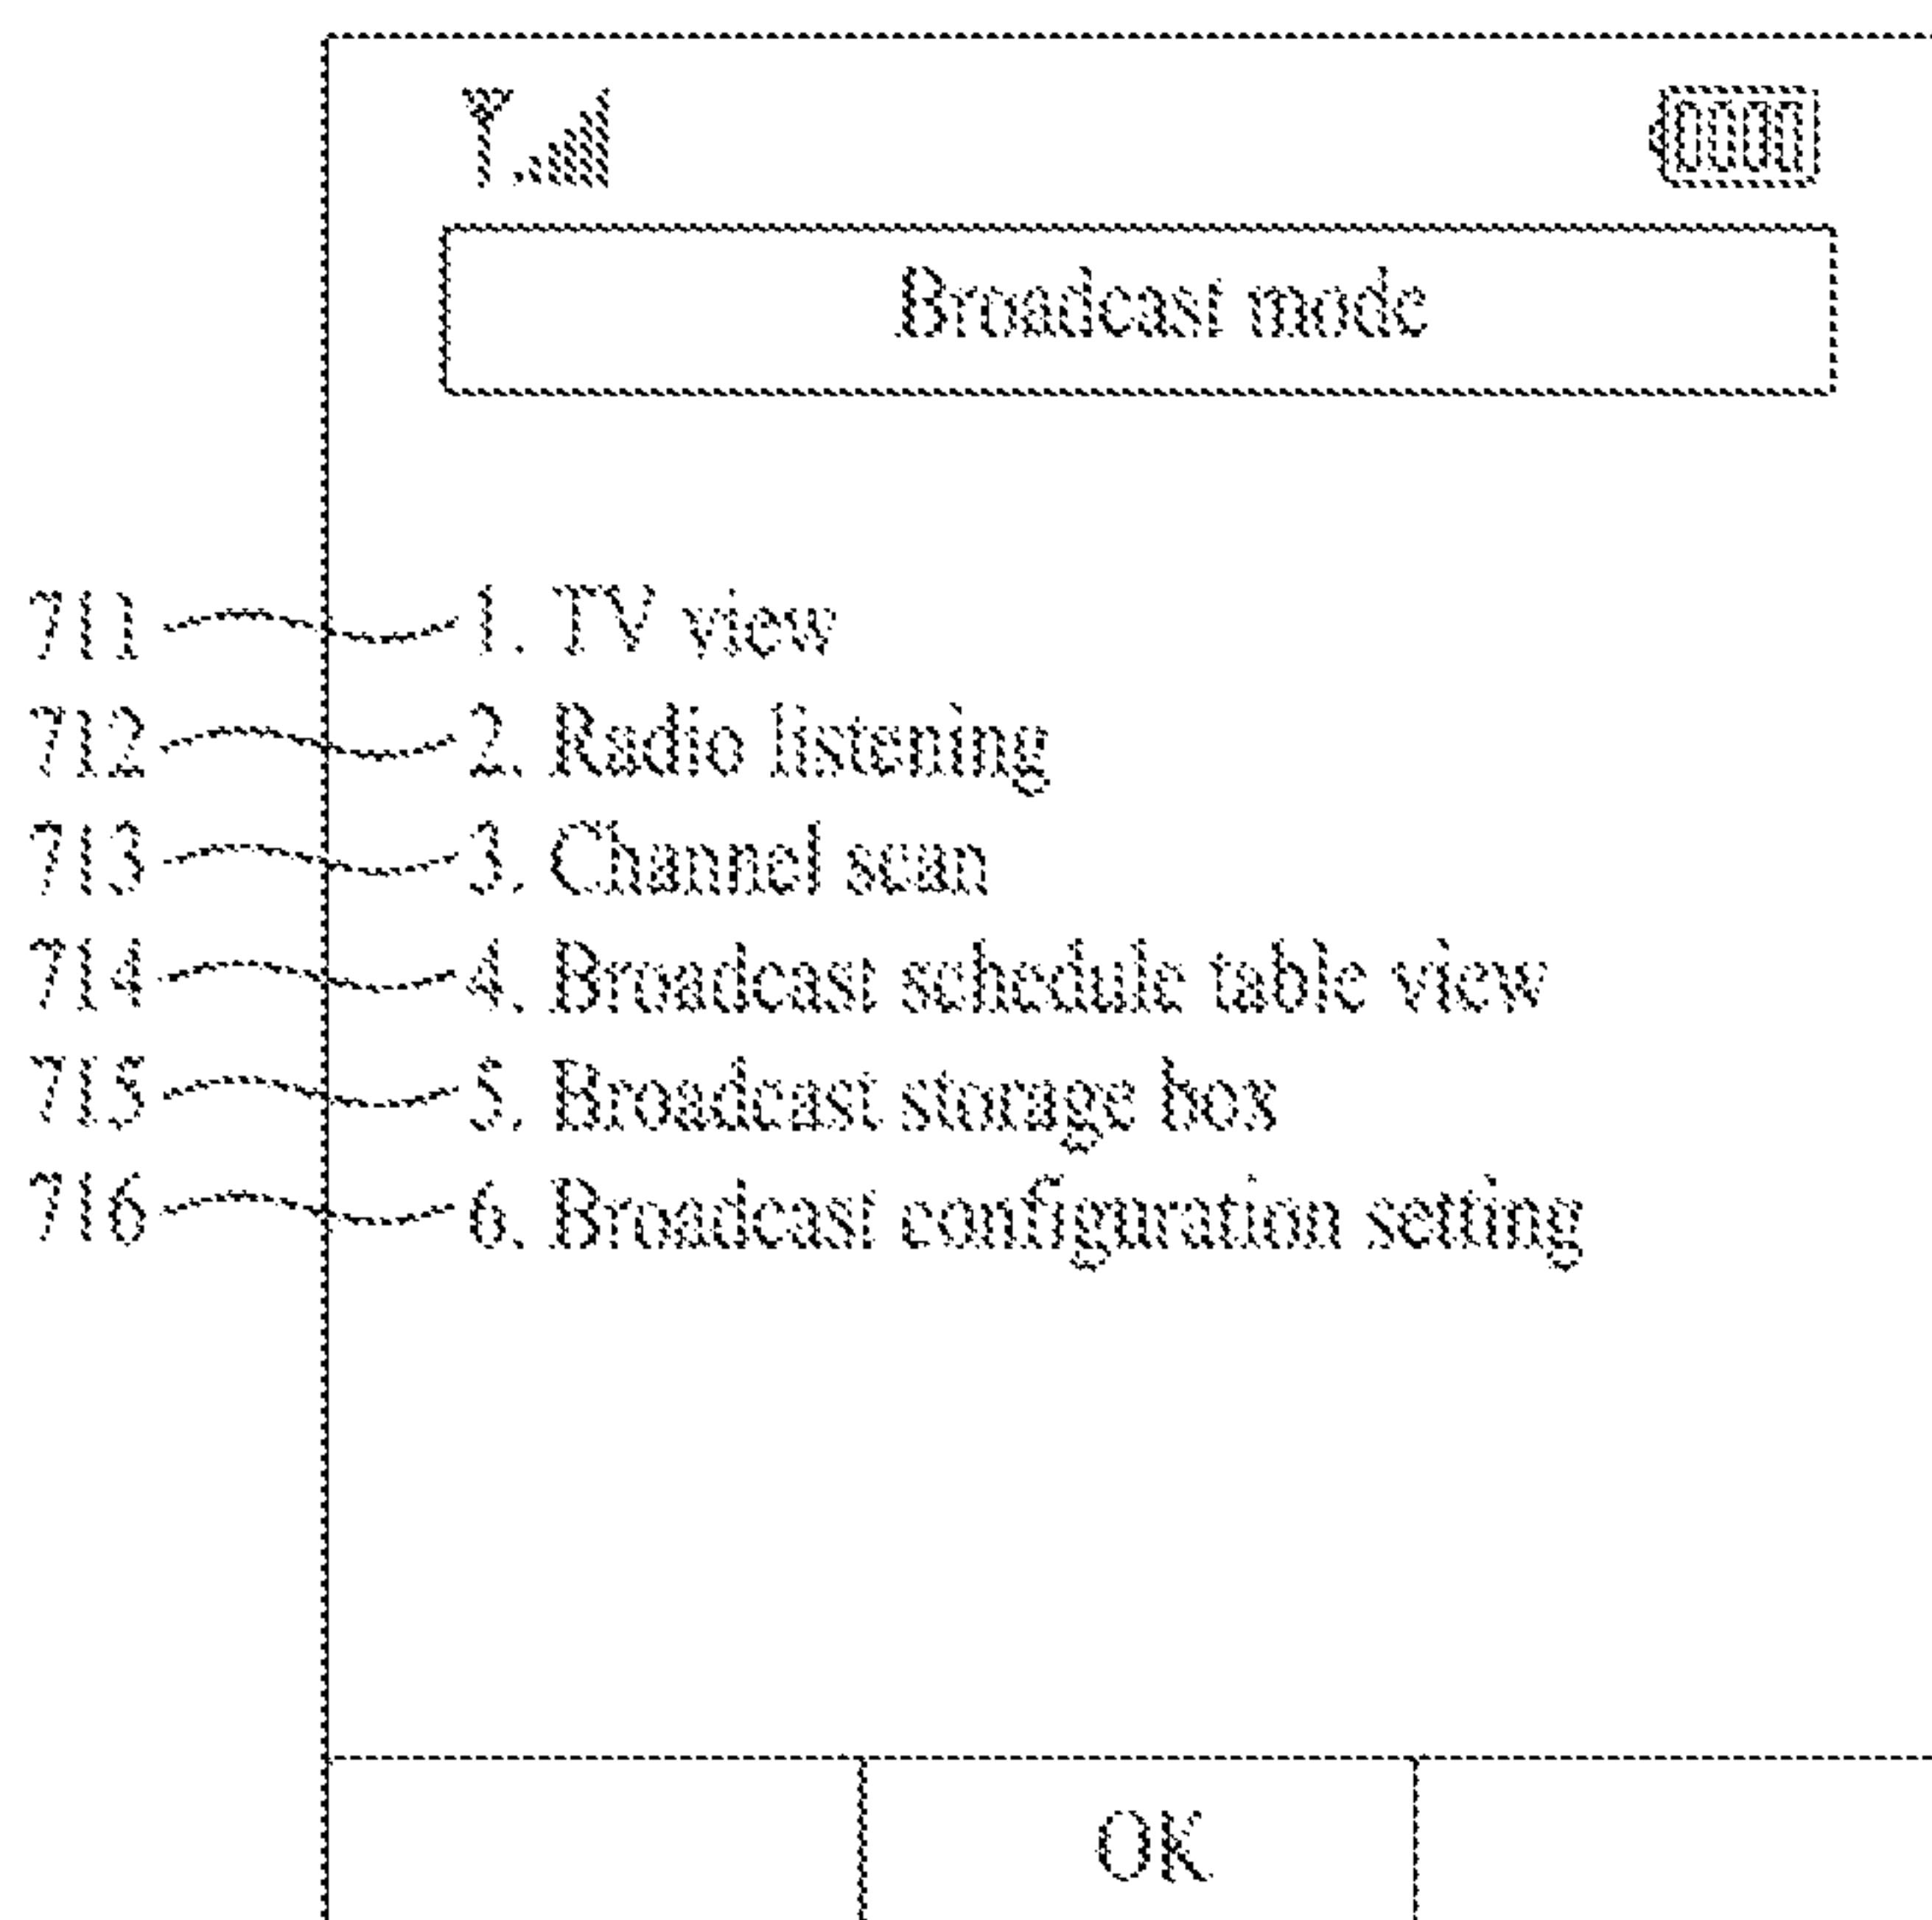 Broadcast mode
711 1. TV view
712 2. Radio listening
713 3. Channel scan
714 4. Broadcast schedule table view
715 5. Broadcast storage box
716 6. Broadcast configuration setting
OK